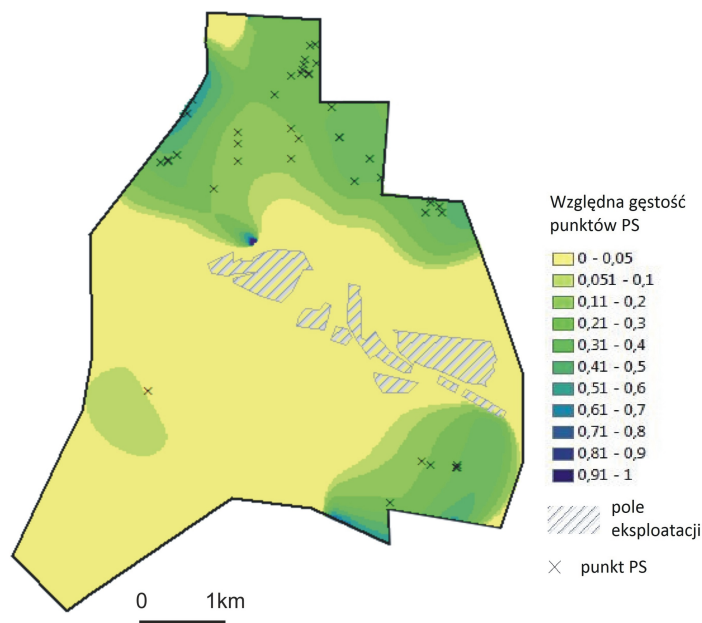 Względna gęstość
punktów PS
0 - 0,05
0,051 - 0,1
0,11 - 0,2
0,21 - 0,3
0,31 - 0,4
0,41 - 0,5
0,51 - 0,6
0,61 - 0,7
0,71 - 0,8
0,81 - 0,9
0,91 - 1
pole
eksploatacji
punkt PS
0 1km